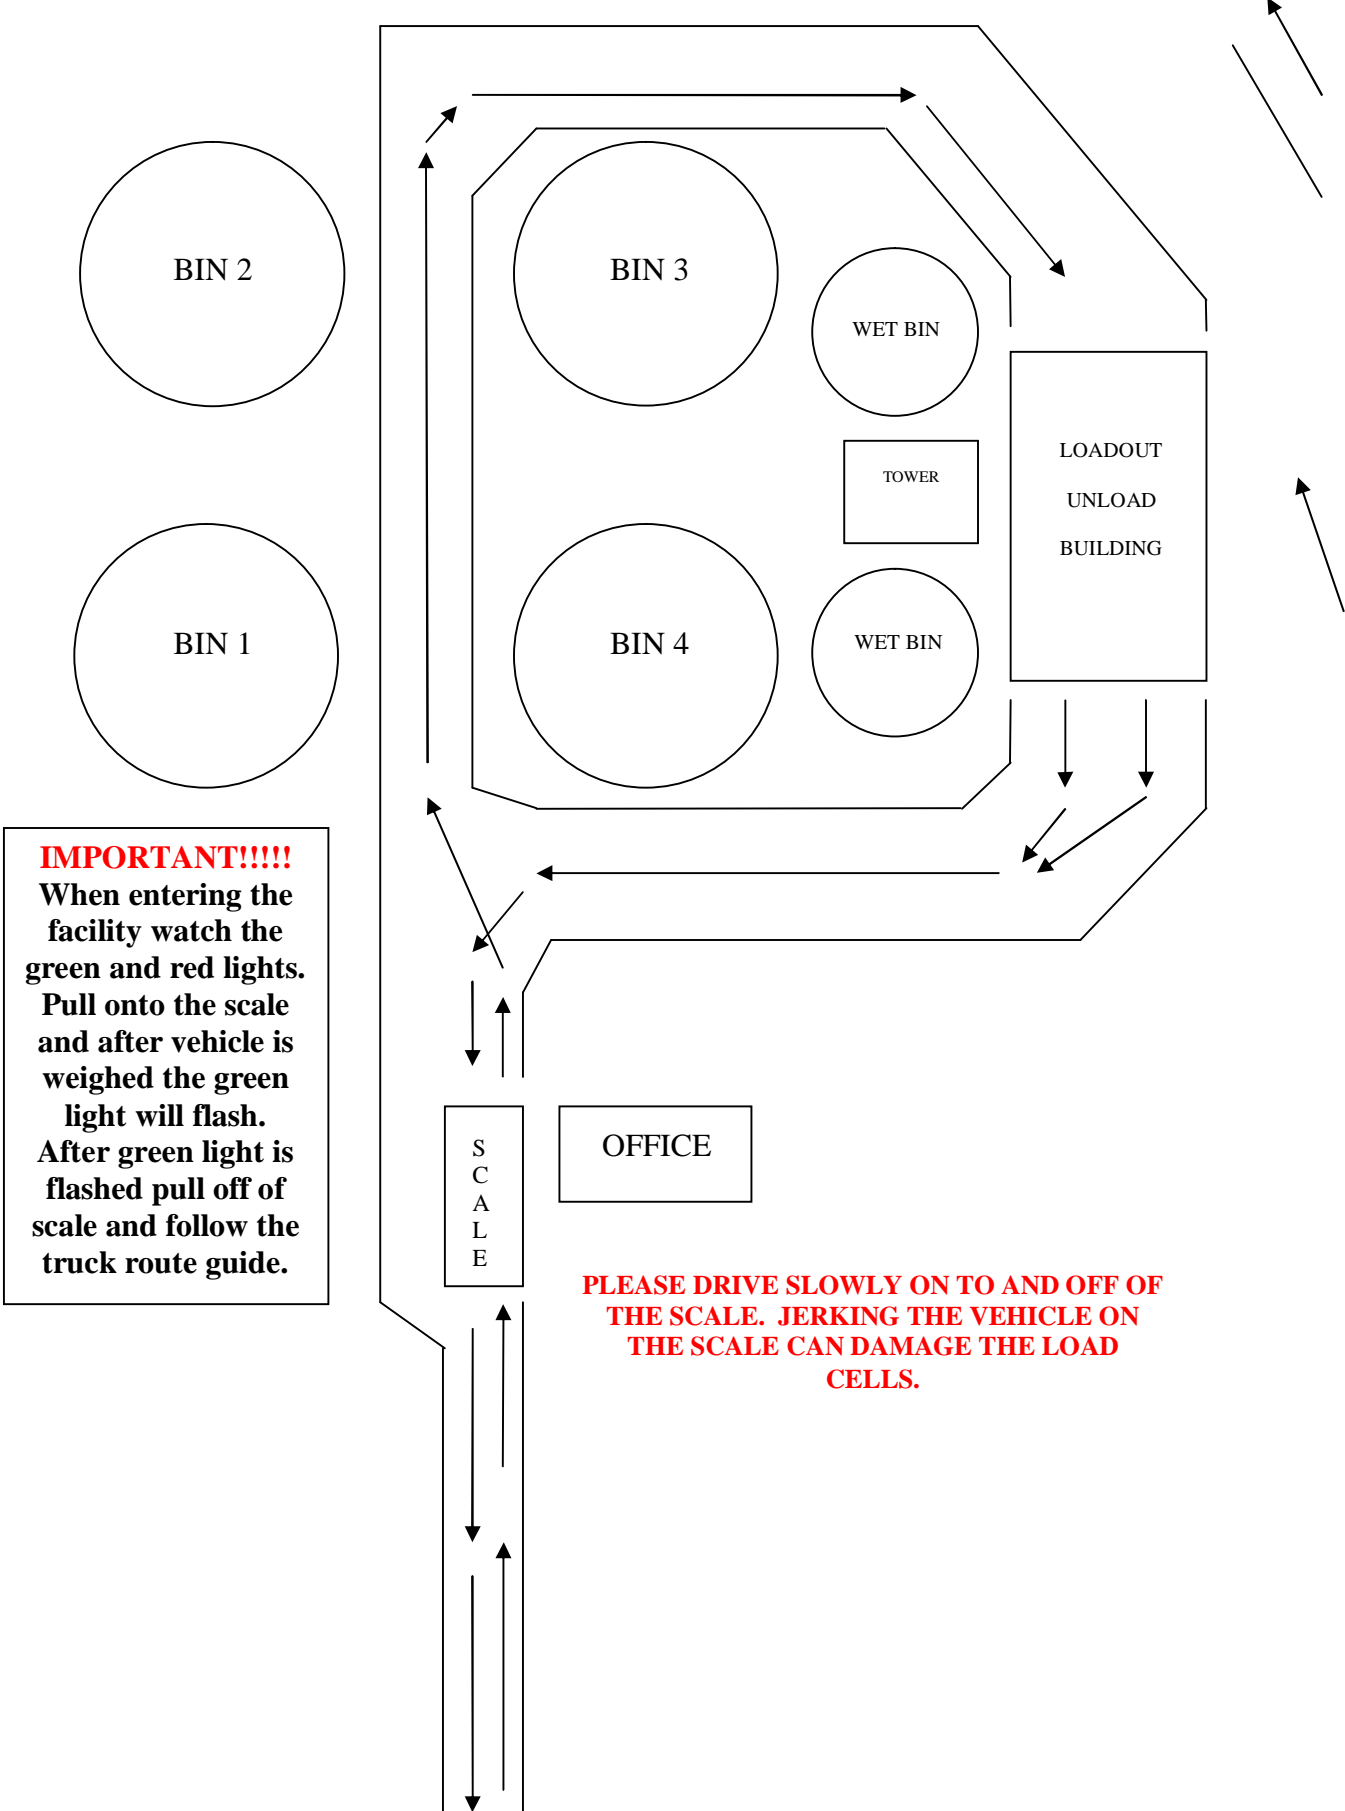 BIN 2
BIN 3
WET BIN
LOADOUT
UNLOAD
BUILDING
TOWER
BIN 1
BIN 4
WET BIN
IMPORTANT!!!!!
When entering the
facility watch the
green and red lights.
Pull onto the scale
and after vehicle is
weighed the green
light will flash.
After green light is
flashed pull off of
scale and follow the
truck route guide.
S
C
A
L
E
OFFICE
PLEASE DRIVE SLOWLY ON TO AND OFF OF
THE SCALE.  JERKING THE VEHICLE ON
THE SCALE CAN DAMAGE THE LOAD
CELLS.